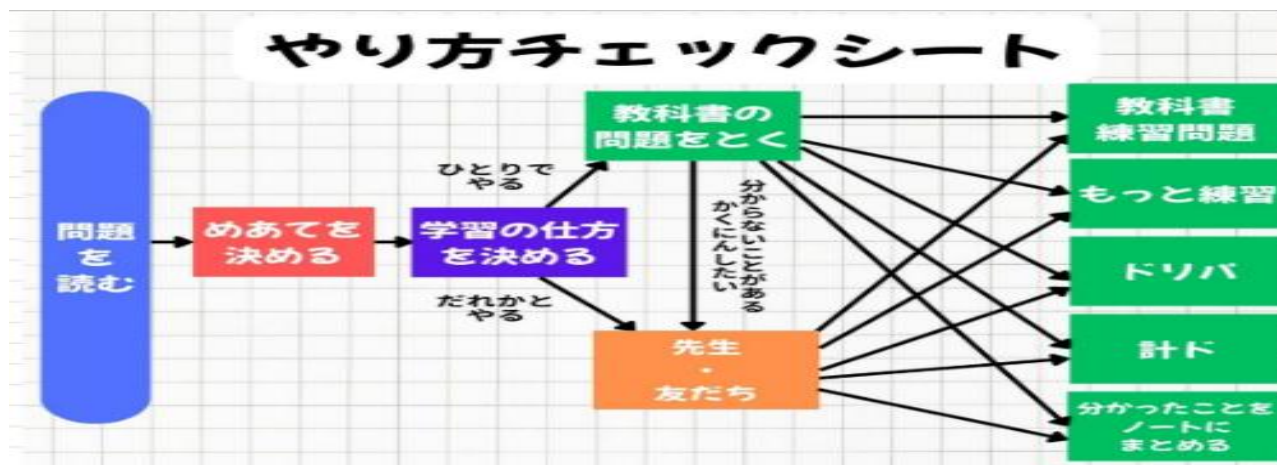 やり方チェックシート
問題
を
読む
めあてを
決める
学習の仕方
を決める
ひとりで
やる
だれかと
やる
教科書の
問題をとく
分からないことがある
かくにんしたい
先生
・
友だち
教科書
練習問題
もっと練習
ドリパ
計ド
分かったことを
ノートに
まとめる